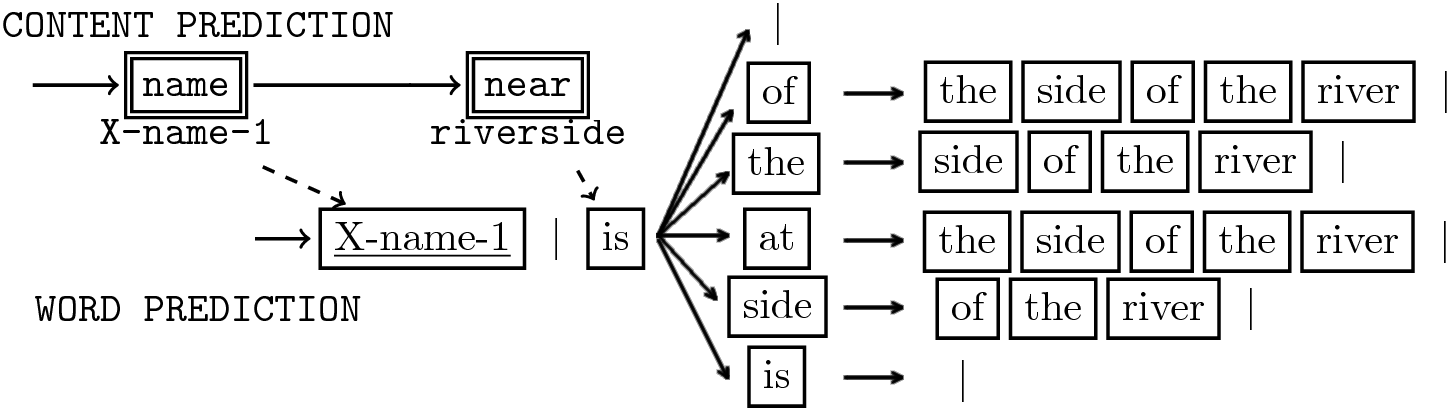 CONTENT PREDICTION
|
name near
X-name-1 riverside
of the side of the river |
the side of the river |
X-name-1 | is at the side of the river |
side of the river |
WORD PREDICTION
is |